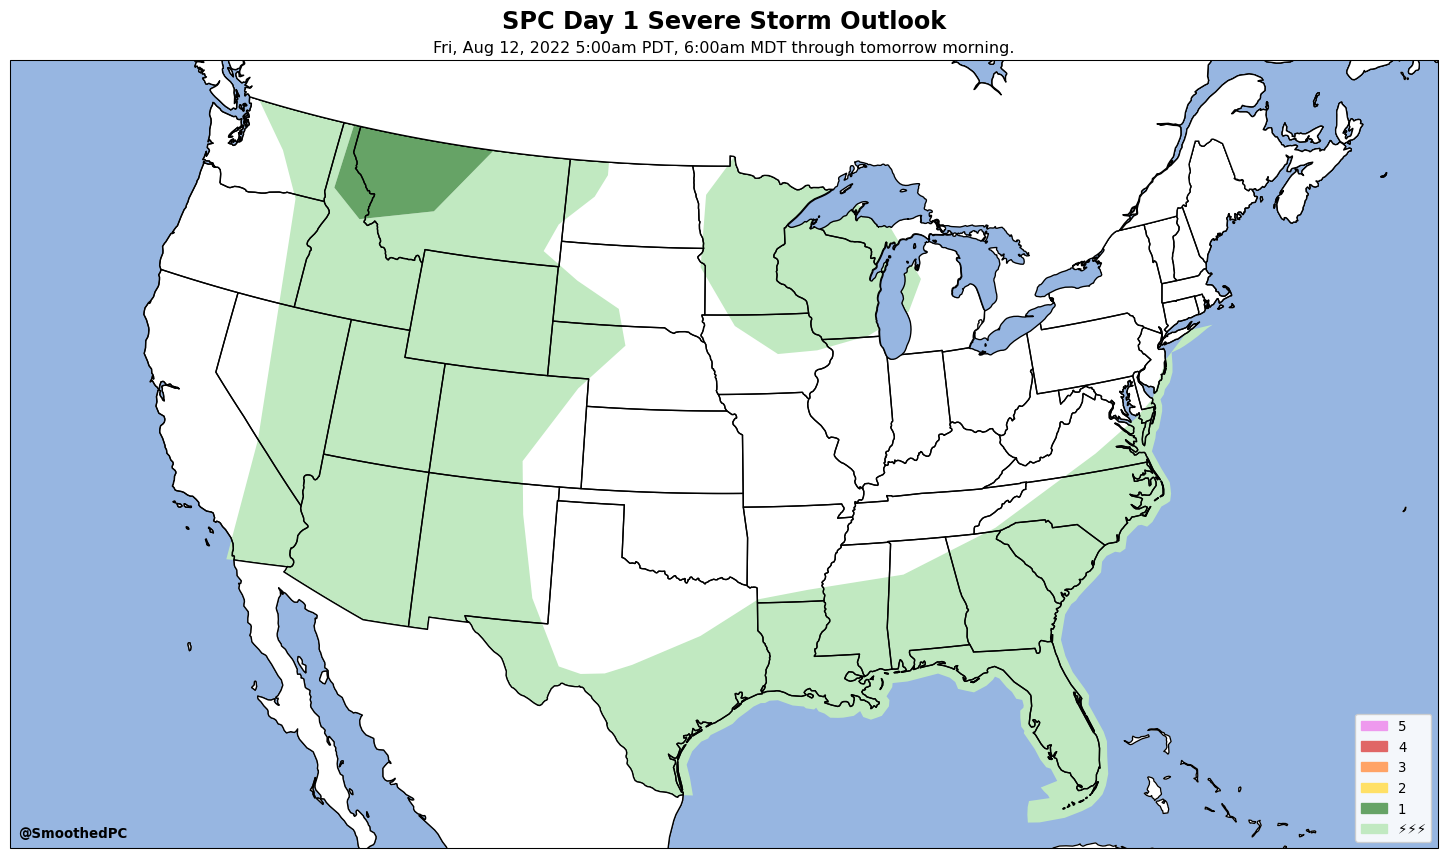 SPC Day 1 Severe Storm Outlook
Fri, Aug 12, 2022 5:00am PDT, 6:00am MDT through tomorrow morning.
5
4
3
2
1
⚡⚡⚡
@SmoothedPC